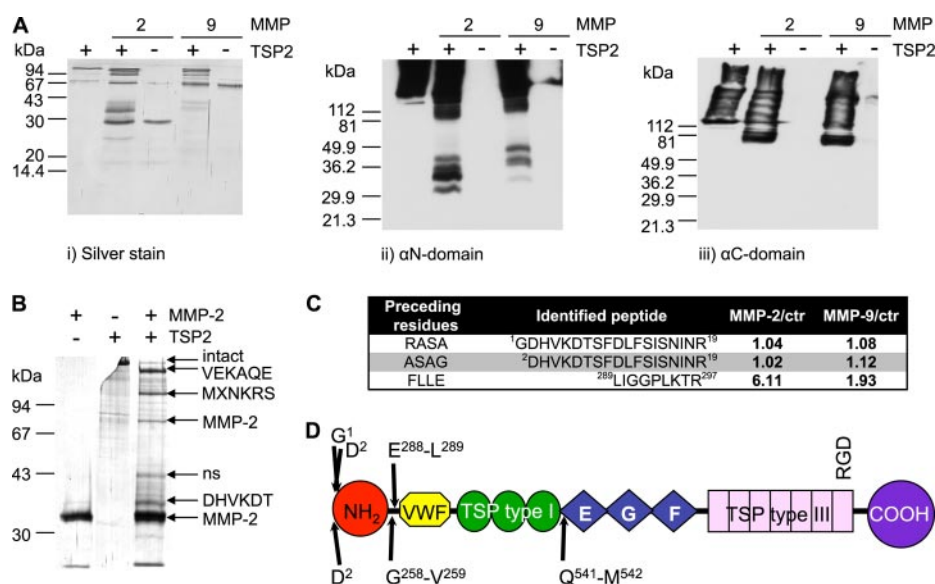 A
2 9 MMP
kDa + + - + - TSP2
94
67
43
30
20
14.4
i) Silver stain
2 9 MMP
+ + - + - TSP2
kDa
112
81
49.9
36.2
29.9
21.3
ii) αN-domain
2 9 MMP
+ + - + - TSP2
kDa
112
81
49.9
36.2
29.9
21.3
iii) αC-domain
B
+ - + MMP-2
- + + TSP2
kDa
94
67
43
30
intact
VEKAQE
MXNKRS
MMP-2
ns
DHVKDT
MMP-2
C
Preceding residues Identified peptide MMP-2/ctr MMP-9/ctr
RASA ¹GDHVKDTSFDLFSISNINR¹⁹ 1.04 1.08
ASAG ²DHVKDTSFDLFSISNINR¹⁹ 1.02 1.12
FLLE ²⁸⁹LIGGPLKTR²⁹⁷ 6.11 1.93
D
G¹
D²
E²⁸⁸-L²⁸⁹
RGD
NH₂ VWF TSP type I E G F TSP type III COOH
D²
G²⁵⁸-V²⁵⁹
Q⁵⁴¹-M⁵⁴²